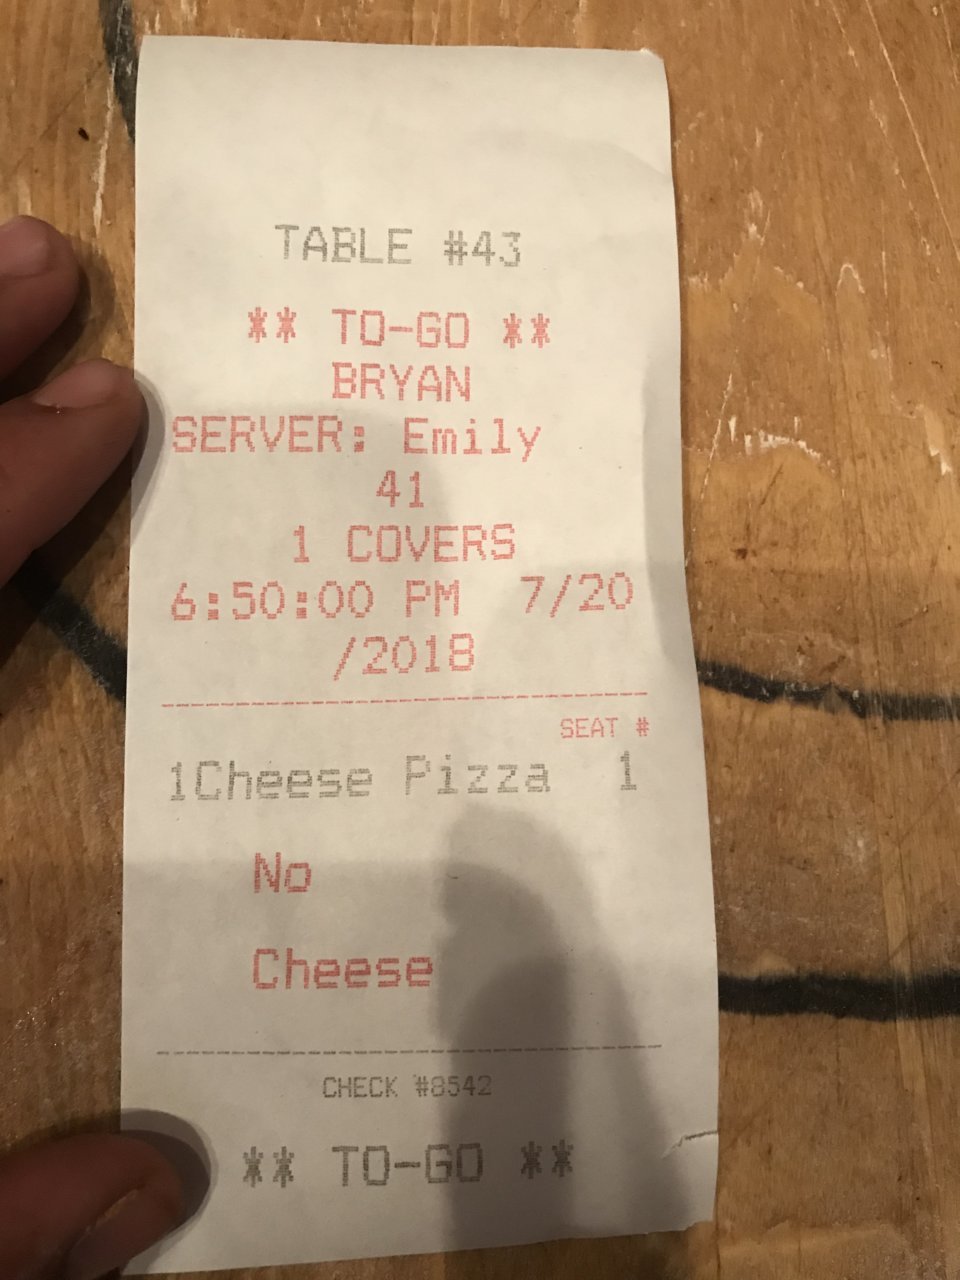 TABLE #43
** TO-GO **
BRYAN
SERVER: Emily
41
1 COVERS
6:50:00 PM 7/20
/2018
SEAT #
1Cheese Pizza 1
No
Cheese
CHECK #8542
** TO-GO **